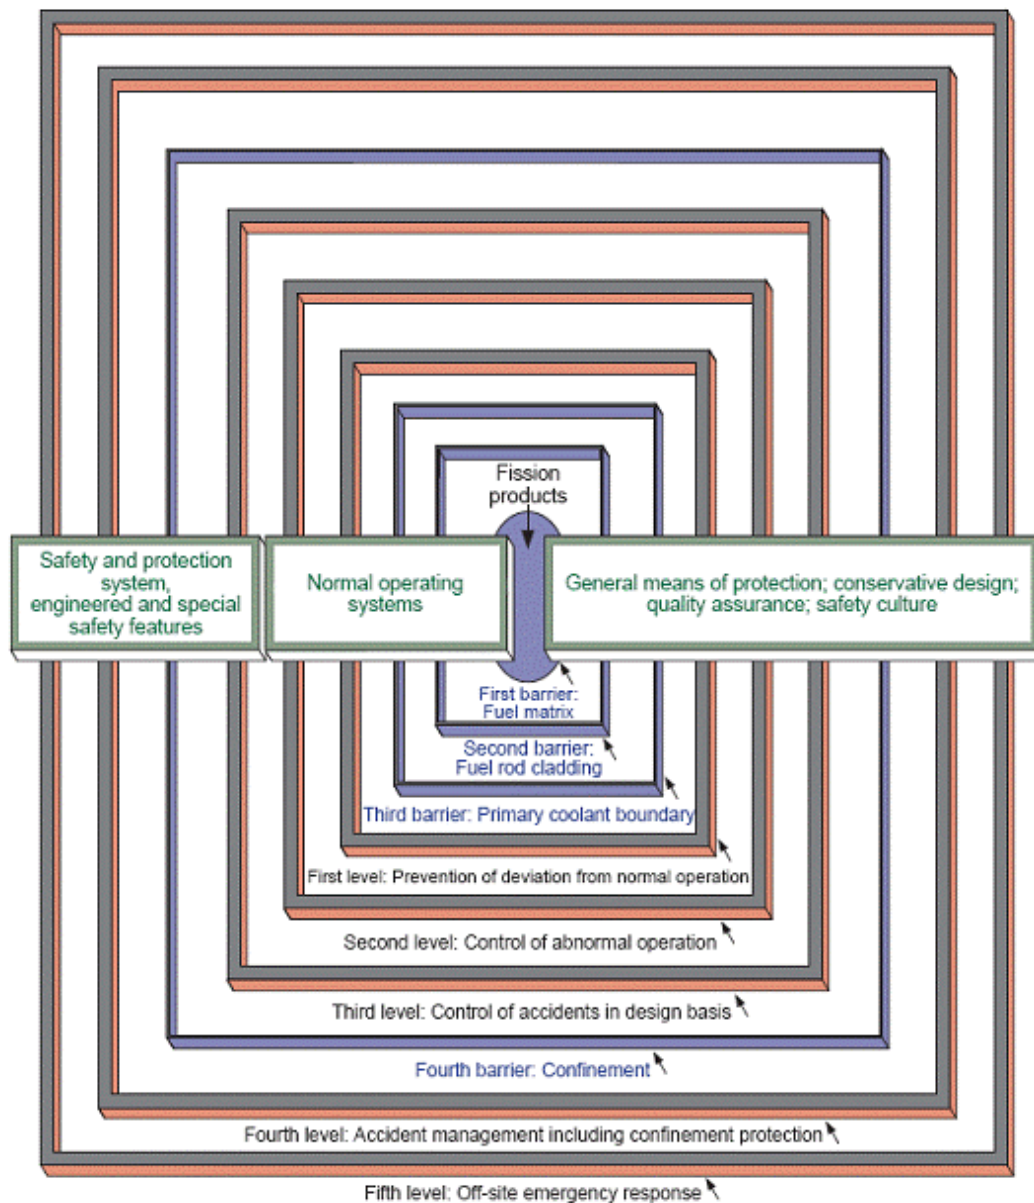 Fission
products
Safety and protection
system,
engineered and special
safety features
Normal operating
systems
General means of protection; conservative design;
quality assurance; safety culture
First barrier:
Fuel matrix
Second barrier:
Fuel rod cladding
Third barrier: Primary coolant boundary
First level: Prevention of deviation from normal operation
Second level: Control of abnormal operation
Third level: Control of accidents in design basis
Fourth barrier: Confinement
Fourth level: Accident management including confinement protection
Fifth level: Off-site emergency response